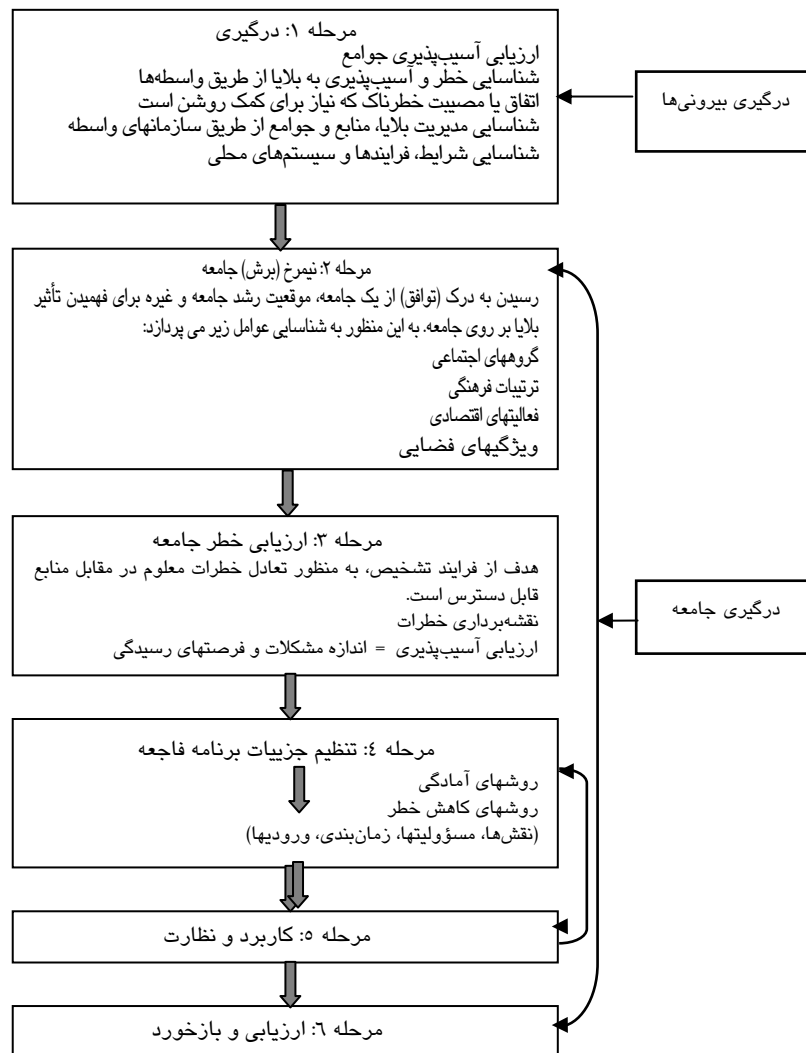 مرحله ۱: درگیری
ارزیابی آسیب‌پذیری جوامع
شناسایی خطر و آسیب‌پذیری به بلایا از طریق واسطه‌ها
اتفاق یا مصیبت خطرناک که نیاز برای کمک روشن است
شناسایی مدیریت بلایا، منابع و جوامع از طریق سازمانهای واسطه
شناسایی شرایط، فرایندها و سیستم‌های محلی
درگیری بیرونی‌ها
مرحله ۲: نیمرخ (برش) جامعه
رسیدن به درک (توافق) از یک جامعه، موقعیت رشد جامعه و غیره برای فهمیدن تأثیر
بلایا بر روی جامعه. به این منظور به شناسایی عوامل زیر می پردازد:
گروههای اجتماعی
ترتیبات فرهنگی
فعالیتهای اقتصادی
ویژگیهای فضایی
مرحله ۳: ارزیابی خطر جامعه
هدف از فرایند تشخیص، به منظور تعادل خطرات معلوم در مقابل منابع
قابل دسترس است.
نقشه‌برداری خطرات
ارزیابی آسیب‌پذیری = اندازه مشکلات و فرصتهای رسیدگی
درگیری جامعه
مرحله ٤: تنظیم جزییات برنامه فاجعه
روشهای آمادگی
روشهای کاهش خطر
(نقش‌ها، مسؤولیتها، زمان‌بندی، ورودیها)
مرحله ٥: کاربرد و نظارت
مرحله ٦: ارزیابی و بازخورد